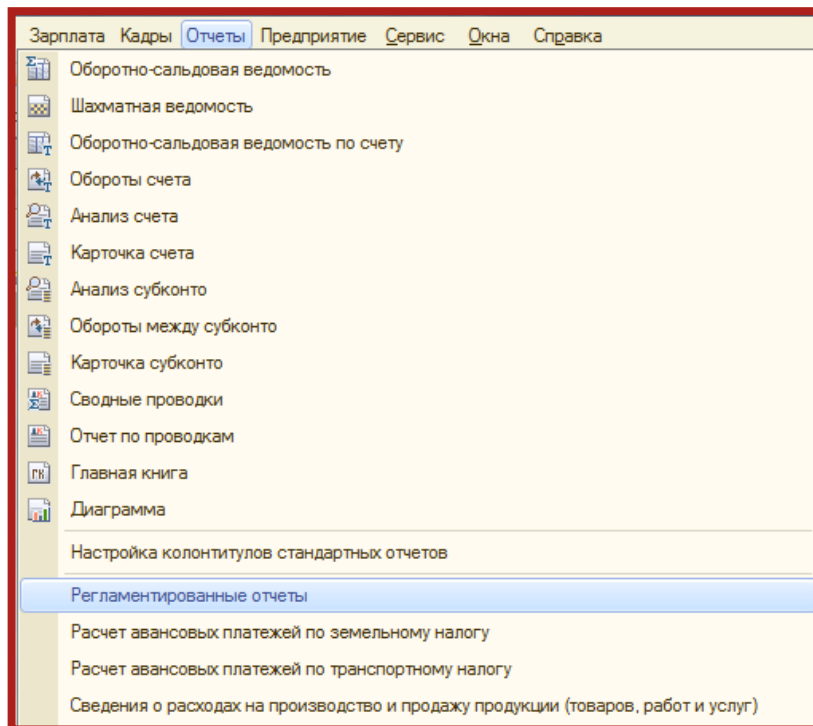 Зарплата Кадры Отчеты Предприятие Сервис Окна Справка
Оборотно-сальдовая ведомость
Шахматная ведомость
Оборотно-сальдовая ведомость по счету
Обороты счета
Анализ счета
Карточка счета
Анализ субконто
Обороты между субконто
Карточка субконто
Сводные проводки
Отчет по проводкам
Главная книга
Диаграмма
Настройка колонтитулов стандартных отчетов
Регламентированные отчеты
Расчет авансовых платежей по земельному налогу
Расчет авансовых платежей по транспортному налогу
Сведения о расходах на производство и продажу продукции (товаров, работ и услуг)